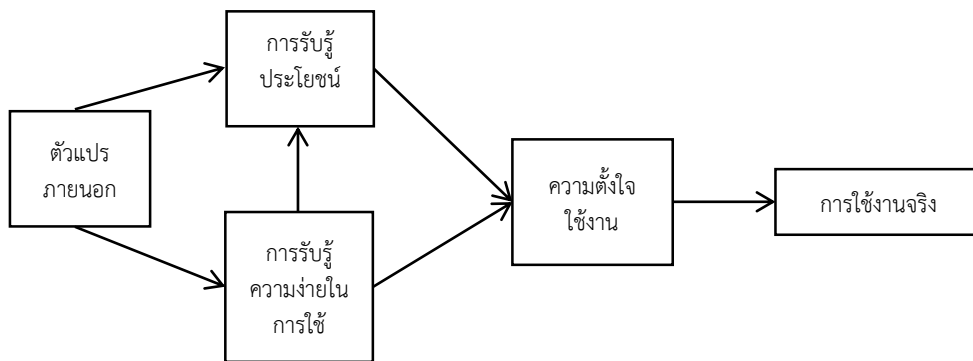 การรับรู้
ประโยชน์
ตัวแปร
ภายนอก
การรับรู้
ความง่ายใน
การใช้
ความตั้งใจ
ใช้งาน
การใช้งานจริง